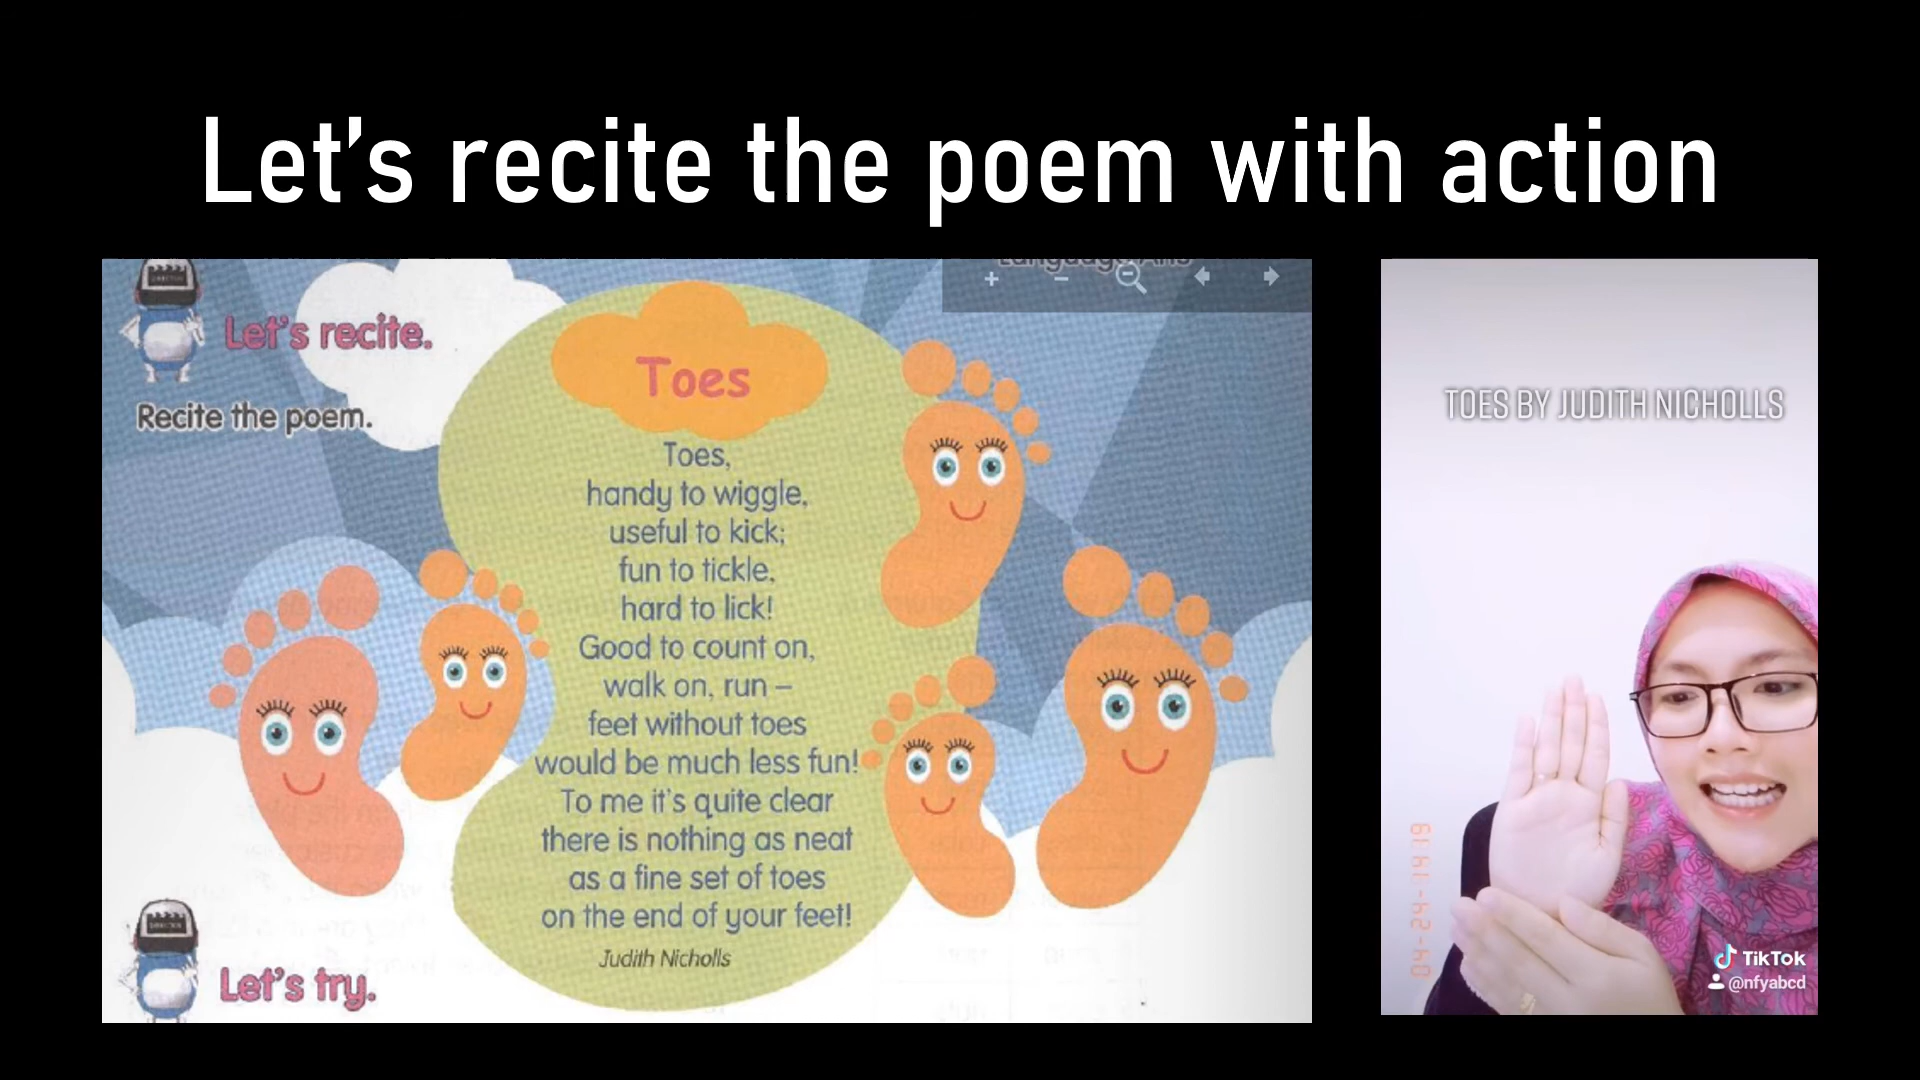 Let's recite the poem with action
Let's recite.
Recite the poem.
Toes
Toes,
handy to wiggle,
useful to kick;
fun to tickle,
hard to lick!
Good to count on,
walk on, run –
feet without toes
would be much less fun!
To me it's quite clear
there is nothing as neat
as a fine set of toes
on the end of your feet!
Judith Nicholls
Let's try.
TOES BY JUDITH NICHOLLS
TikTok
@nfyabcd